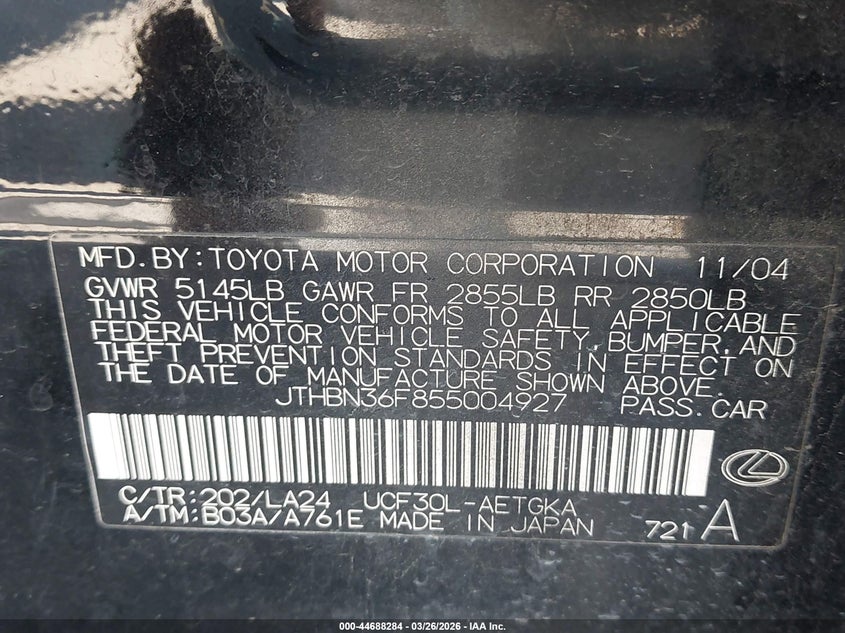 MFD.BY:TOYOTA MOTOR CORPORATION 11/04
GVWR 5145LB GAWR FR 2855LB RR 2850LB
THIS VEHICLE CONFORMS TO ALL APPLICABLE
FEDERAL MOTOR VEHICLE SAFETY,BUMPER,AND
THEFT PREVENTION STANDARDS IN EFFECT ON
THE DATE OF MANUFACTURE SHOWN ABOVE.
JTHBN36F855004927 PASS.CAR
C/TR:202/LA24 UCF30L-AETGKA
A/TM:B03A/A761E MADE IN JAPAN 721 A
000-44688284 - 03/26/2026 - IAA Inc.